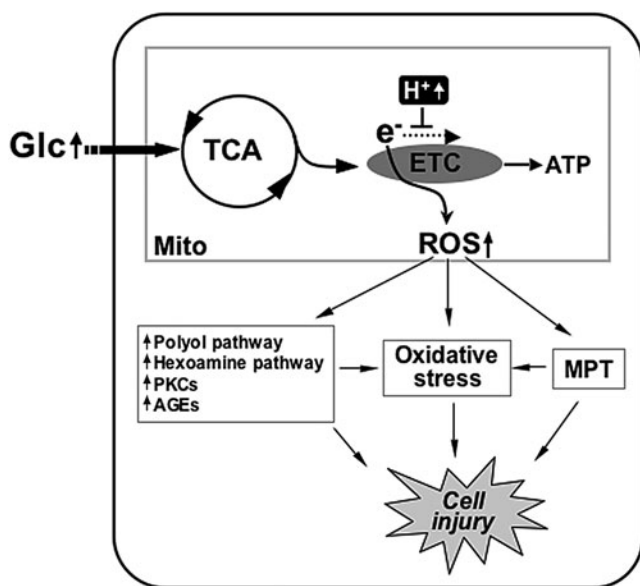 H⁺↑
Glc↑
TCA
e⁻
ETC
ATP
Mito
ROS↑
↑Polyol pathway
↑Hexoamine pathway
↑PKCs
↑AGEs
Oxidative
stress
MPT
Cell
injury